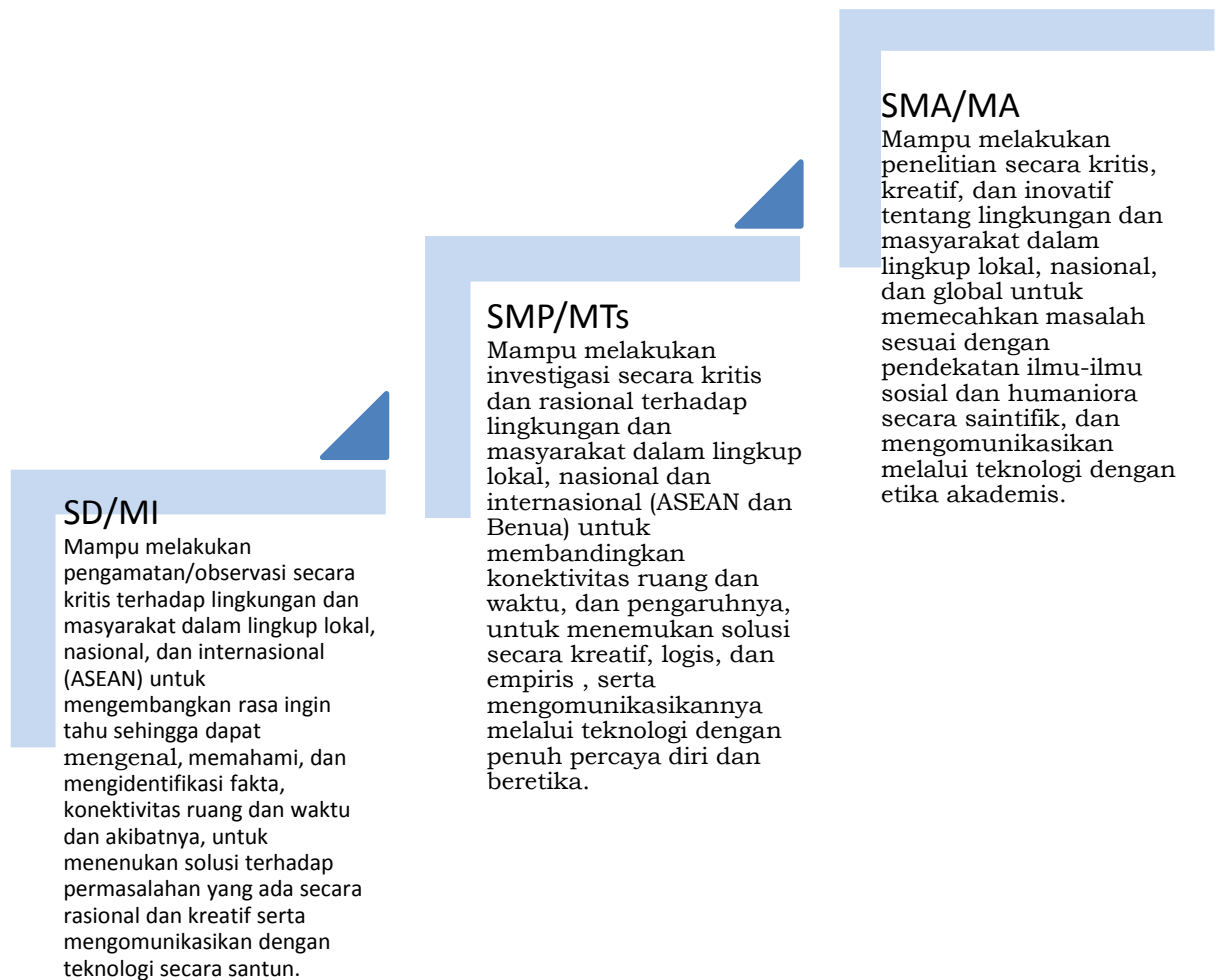 SD/MI
Mampu melakukan
pengamatan/observasi secara
kritis terhadap lingkungan dan
masyarakat dalam lingkup lokal,
nasional, dan internasional
(ASEAN) untuk
mengembangkan rasa ingin
tahu sehingga dapat
mengenal, memahami, dan
mengidentifikasi fakta,
konektivitas ruang dan waktu
dan akibatnya, untuk
menenukan solusi terhadap
permasalahan yang ada secara
rasional dan kreatif serta
mengomunikasikan dengan
teknologi secara santun.
SMP/MTs
Mampu melakukan
investigasi secara kritis
dan rasional terhadap
lingkungan dan
masyarakat dalam lingkup
lokal, nasional dan
internasional (ASEAN dan
Benua) untuk
membandingkan
konektivitas ruang dan
waktu, dan pengaruhnya,
untuk menemukan solusi
secara kreatif, logis, dan
empiris , serta
mengomunikasikannya
melalui teknologi dengan
penuh percaya diri dan
beretika.
SMA/MA
Mampu melakukan
penelitian secara kritis,
kreatif, dan inovatif
tentang lingkungan dan
masyarakat dalam
lingkup lokal, nasional,
dan global untuk
memecahkan masalah
sesuai dengan
pendekatan ilmu-ilmu
sosial dan humaniora
secara saintifik, dan
mengomunikasikan
melalui teknologi dengan
etika akademis.